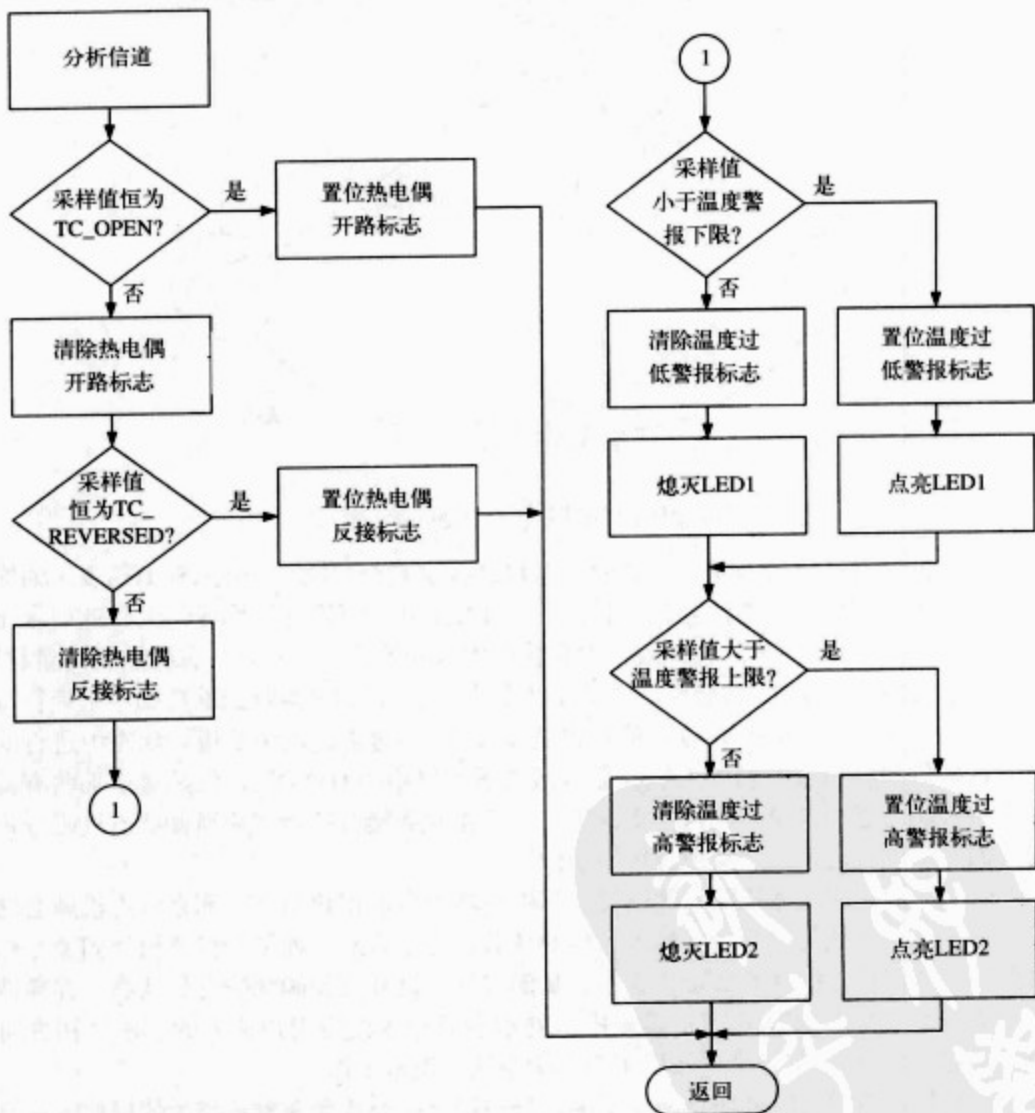 分析信道
采样值恒为
TC_OPEN?
是
置位热电偶
开路标志
否
清除热电偶
开路标志
采样值
恒为TC_
REVERSED?
是
置位热电偶
反接标志
否
清除热电偶
反接标志
1
1
采样值
小于温度警
报下限?
是
否
清除温度过
低警报标志
置位温度过
低警报标志
熄灭LED1
点亮LED1
采样值大于
温度警报上限?
是
否
清除温度过
高警报标志
置位温度过
高警报标志
熄灭LED2
点亮LED2
返回